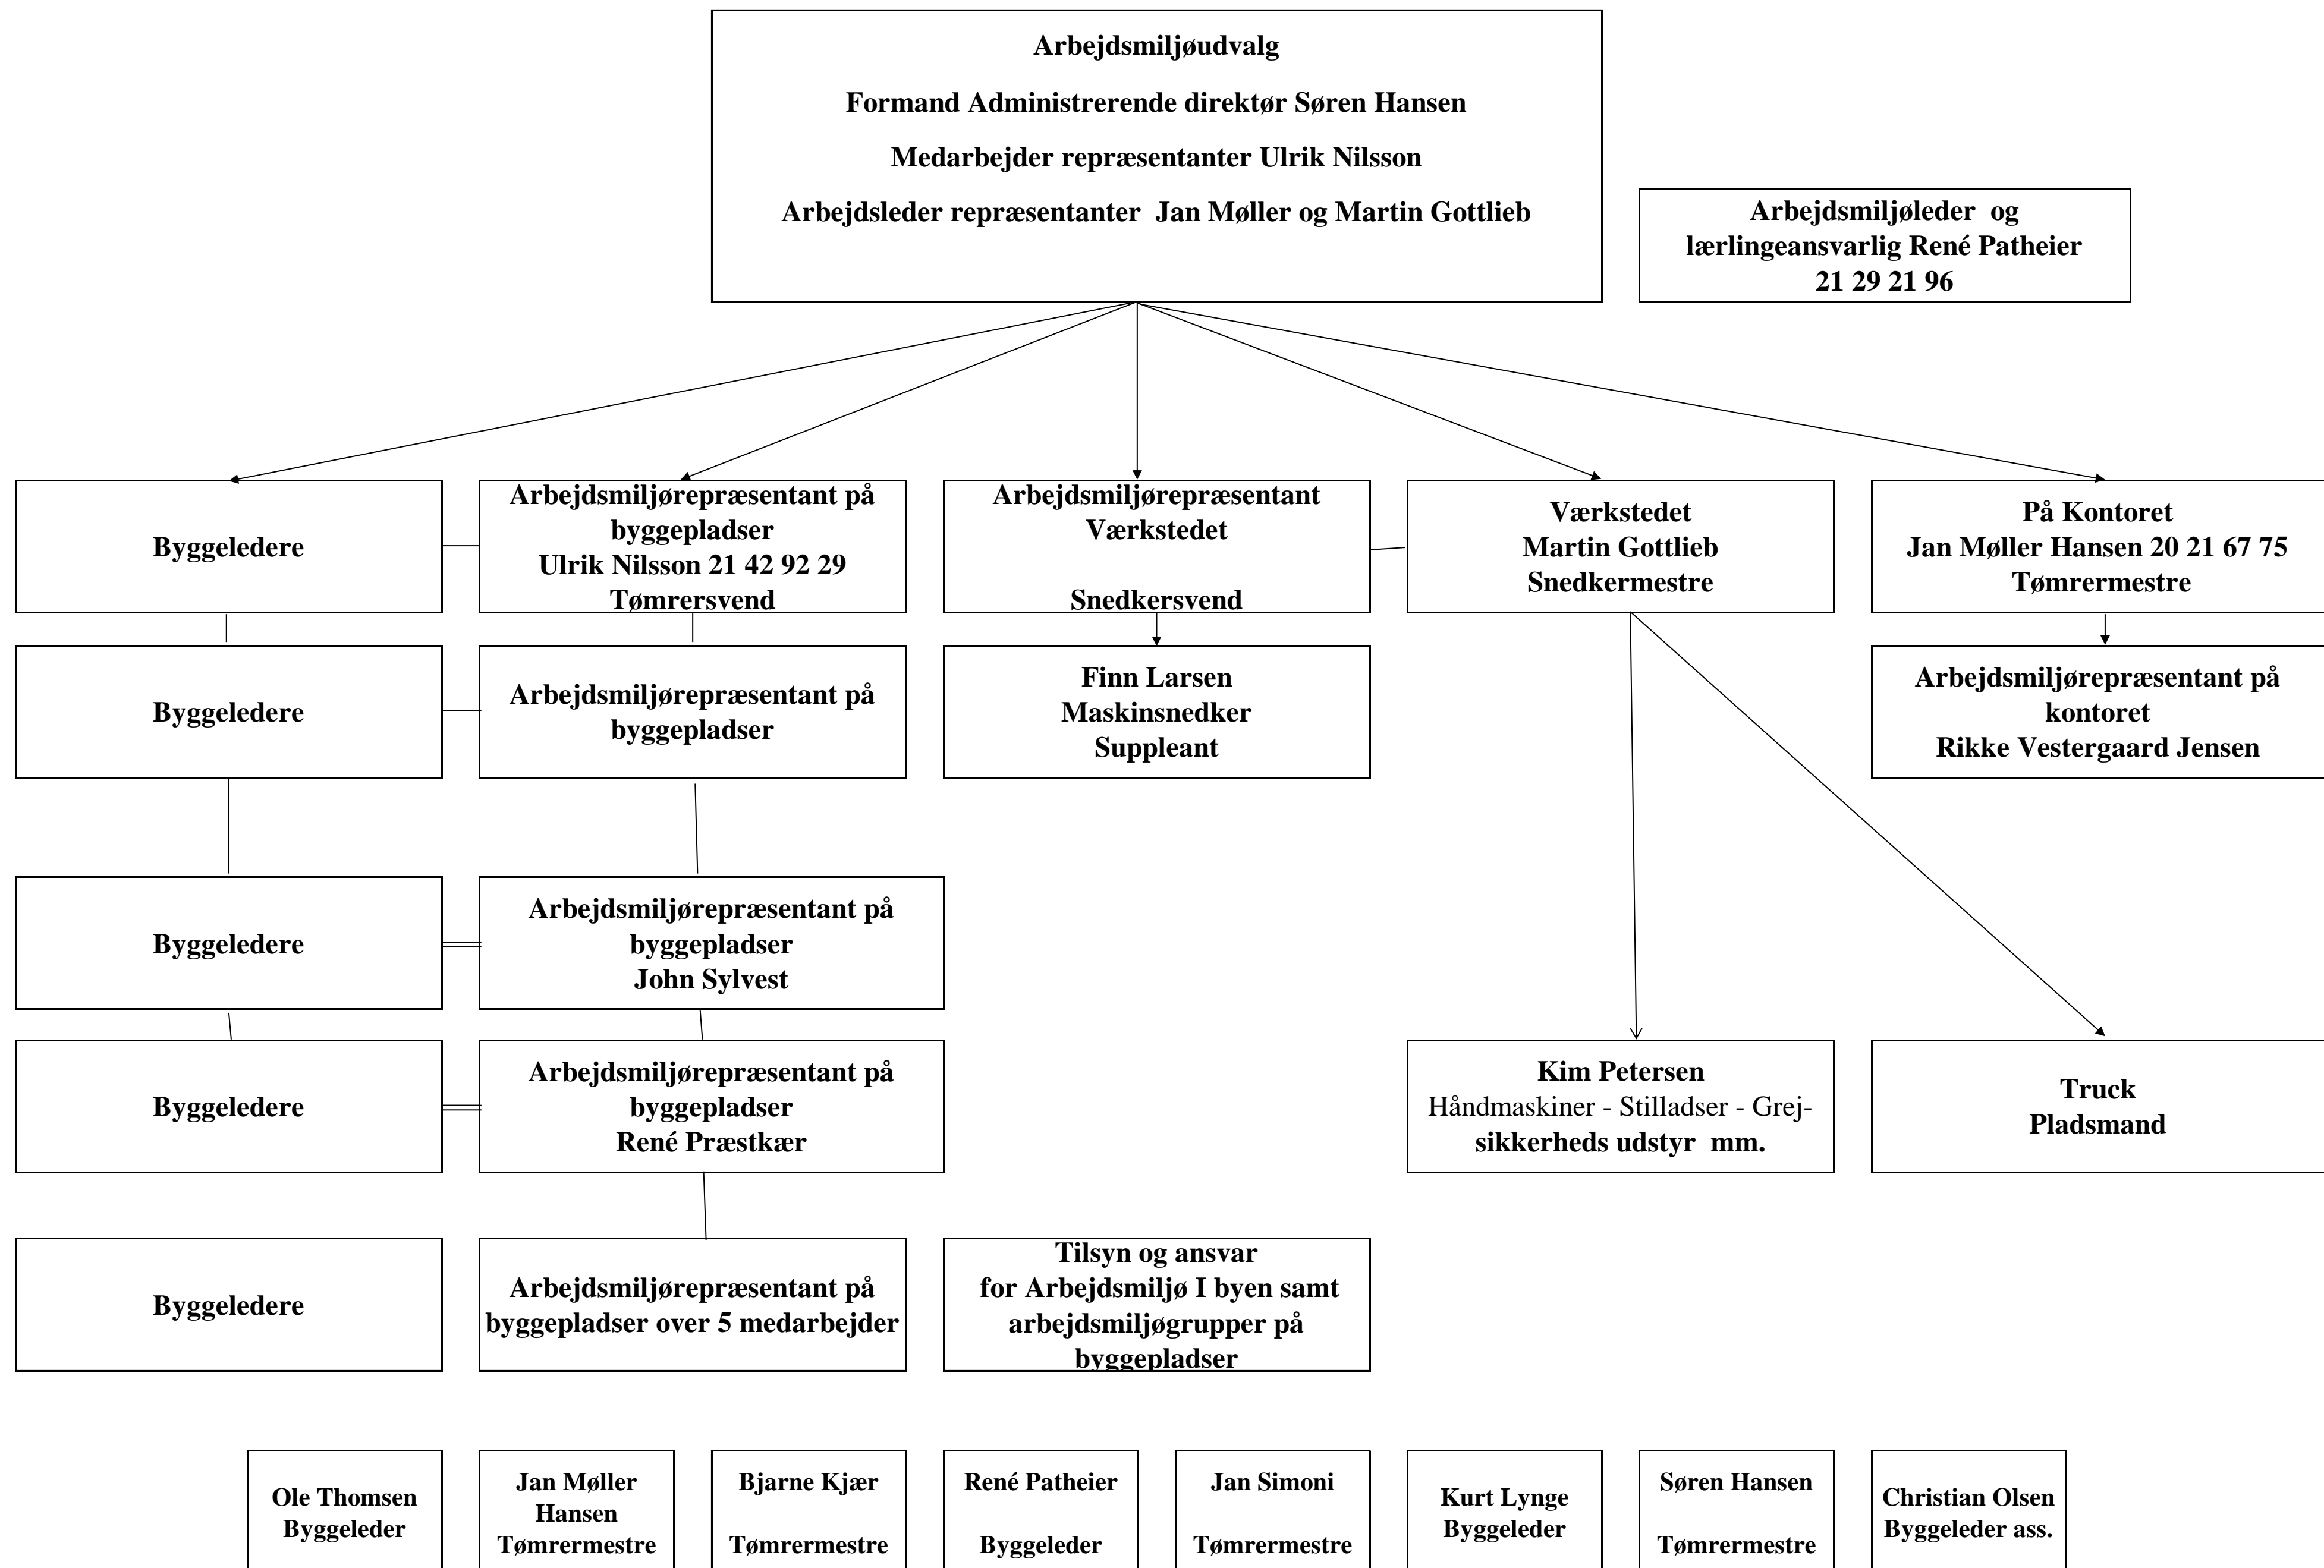 Arbejdsmiljøudvalg
Formand Administrerende direktør Søren Hansen
Medarbejder repræsentanter Ulrik Nilsson
Arbejdsleder repræsentanter  Jan Møller og Martin Gottlieb
Arbejdsmiljøleder  og
lærlingeansvarlig René Patheier
21 29 21 96
Byggeledere
Arbejdsmiljørepræsentant på
byggepladser
Ulrik Nilsson 21 42 92 29
Tømrersvend
Arbejdsmiljørepræsentant
Værkstedet
Snedkersvend
Værkstedet
Martin Gottlieb
Snedkermestre
På Kontoret
Jan Møller Hansen 20 21 67 75
Tømrermestre
Byggeledere
Arbejdsmiljørepræsentant på
byggepladser
Finn Larsen
Maskinsnedker
Suppleant
Arbejdsmiljørepræsentant på
kontoret
Rikke Vestergaard Jensen
Byggeledere
Arbejdsmiljørepræsentant på
byggepladser
John Sylvest
Byggeledere
Arbejdsmiljørepræsentant på
byggepladser
René Præstkær
Kim Petersen
Håndmaskiner - Stilladser - Grej-
sikkerheds udstyr  mm.
Truck
Pladsmand
Byggeledere
Arbejdsmiljørepræsentant på
byggepladser over 5 medarbejder
Tilsyn og ansvar
for Arbejdsmiljø I byen samt
arbejdsmiljøgrupper på
byggepladser
Ole Thomsen
Byggeleder
Jan Møller
Hansen
Tømrermestre
Bjarne Kjær
Tømrermestre
René Patheier
Byggeleder
Jan Simoni
Tømrermestre
Kurt Lynge
Byggeleder
Søren Hansen
Tømrermestre
Christian Olsen
Byggeleder ass.